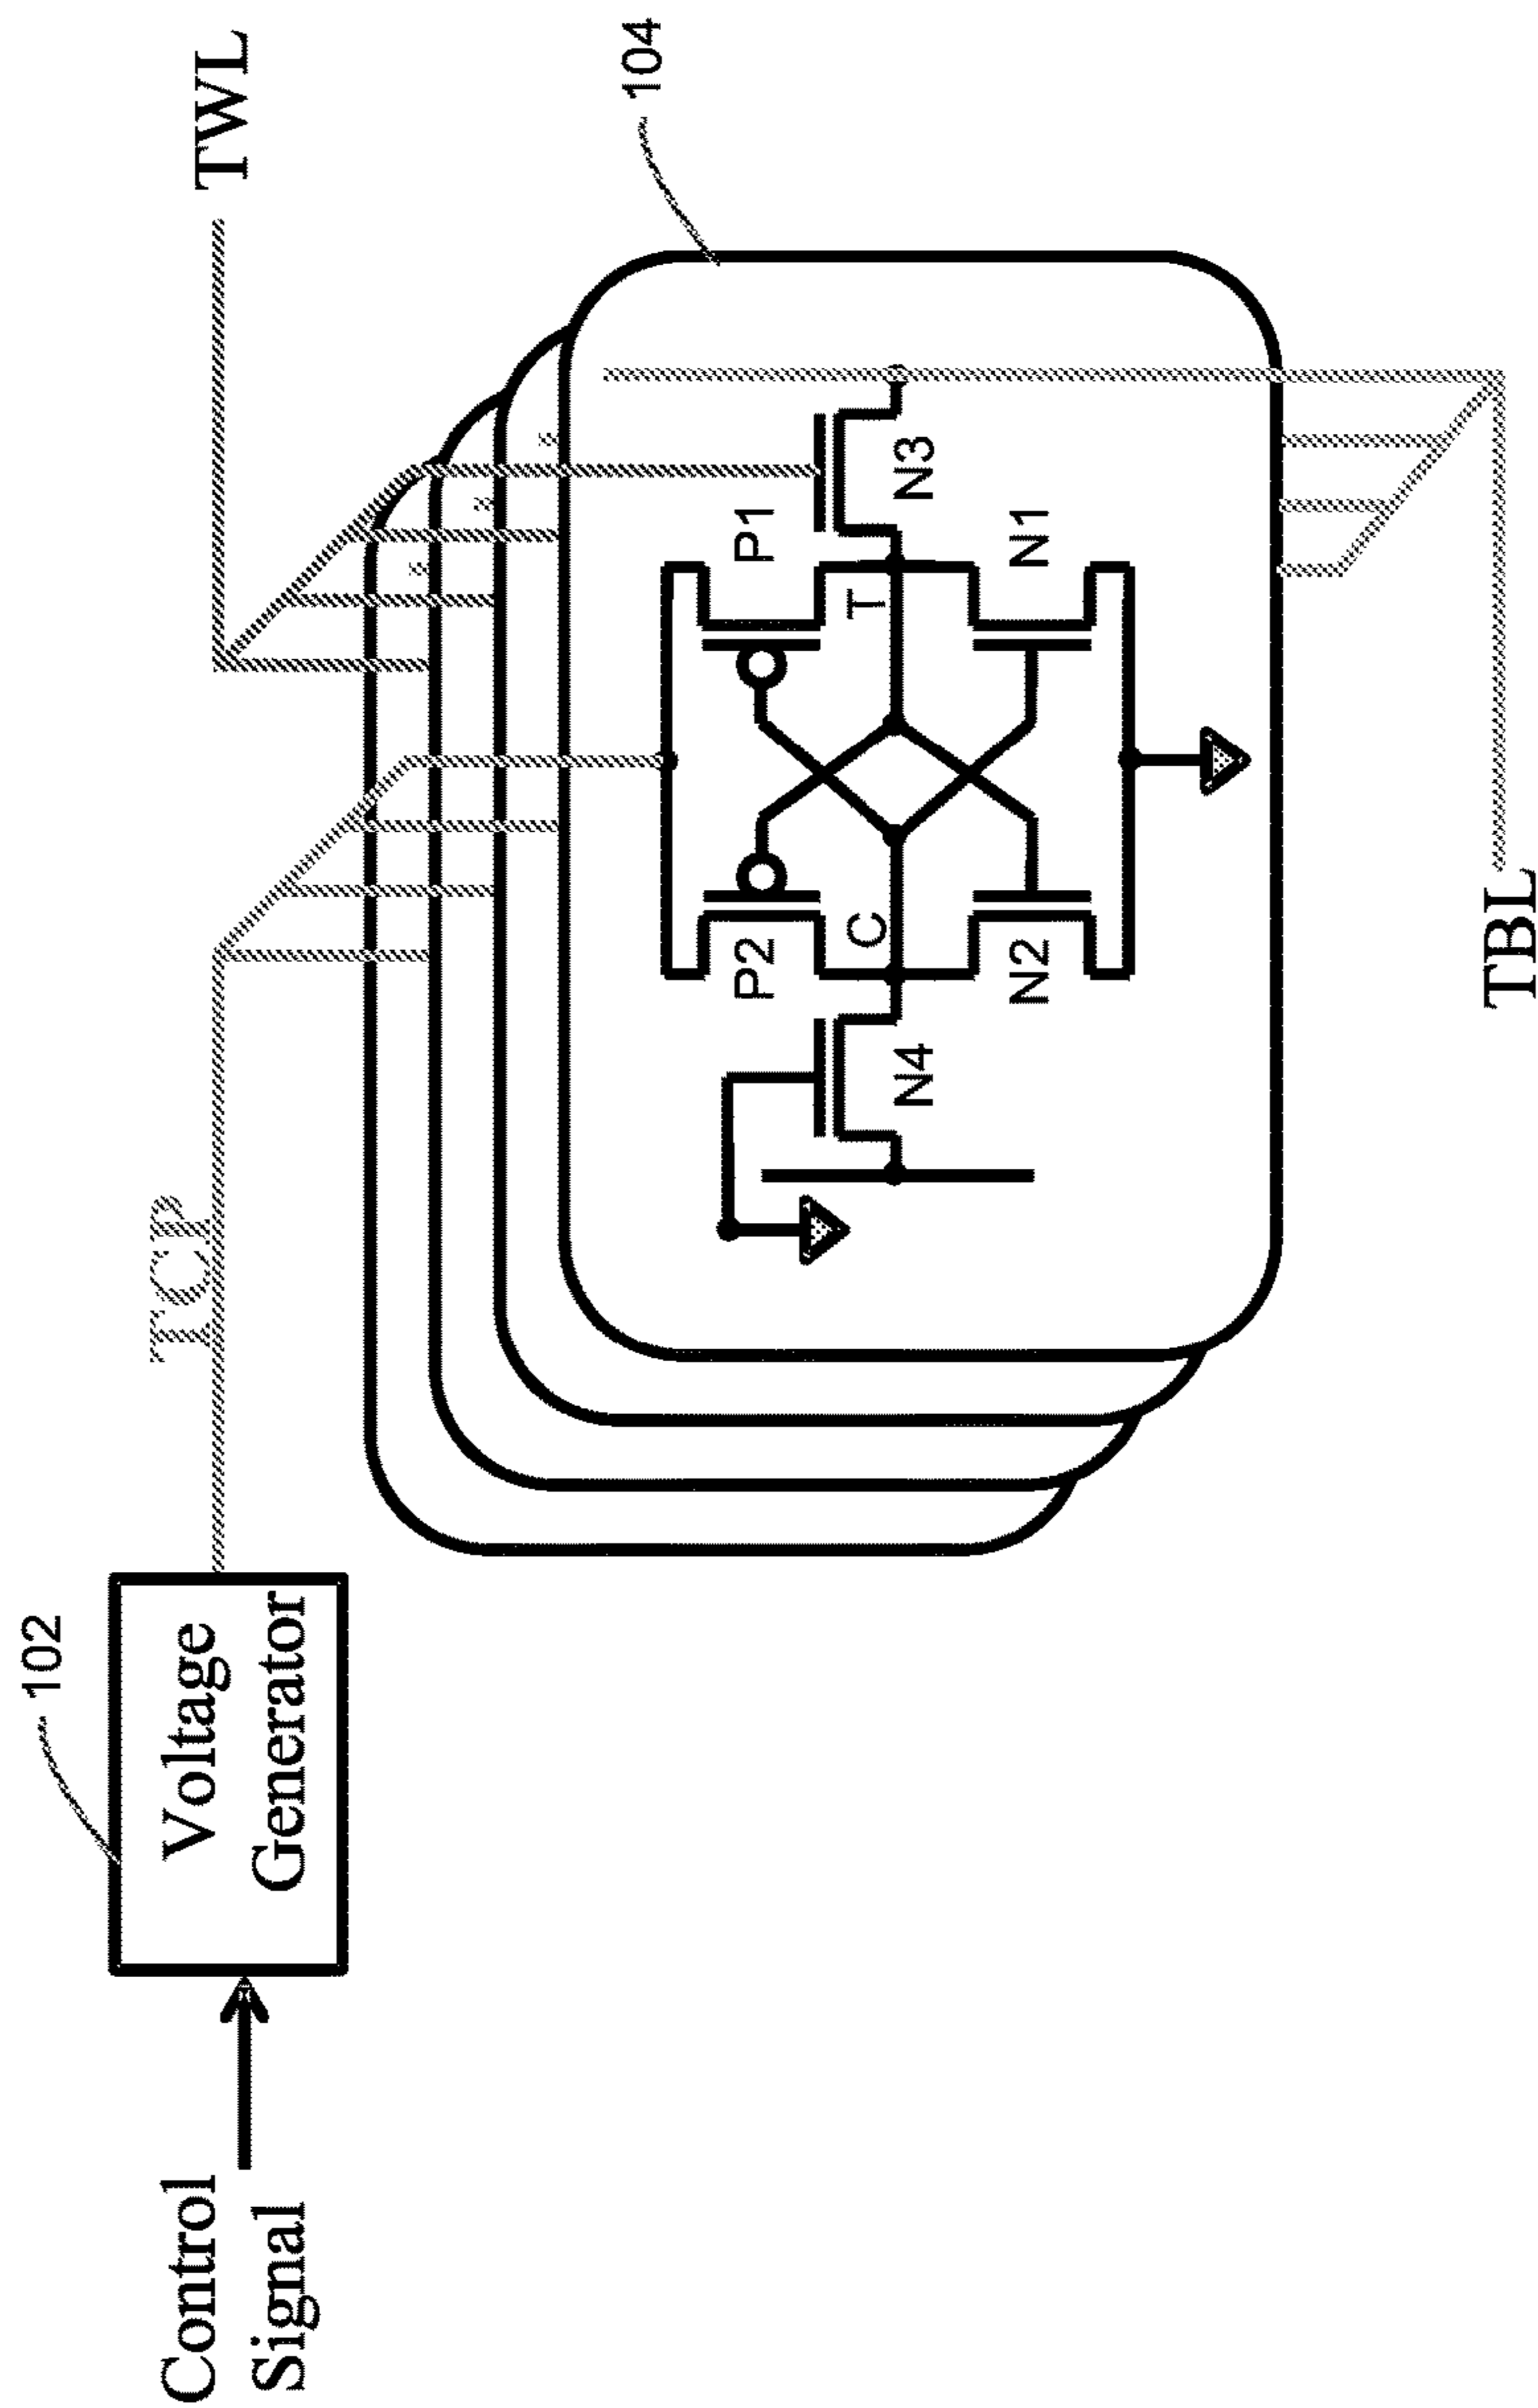 Control
Signal
102
Voltage
Generator
TCP
TWL
104
P2
P1
C
T
N4
N3
N2
N1
TBL